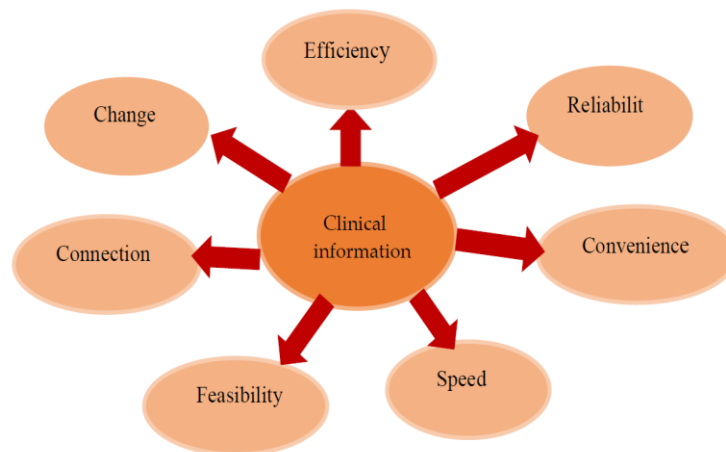 Efficiency
Change
Reliabilit
Clinical
information
Connection
Convenience
Feasibility
Speed